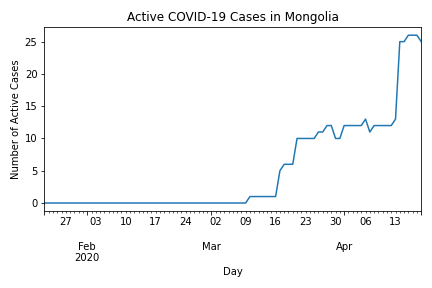 Active COVID-19 Cases in Mongolia
Number of Active Cases
25
20
15
10
5
0
27 03 10 17 24 02 09 16 23 30 06 13
Feb Mar Apr
2020
Day